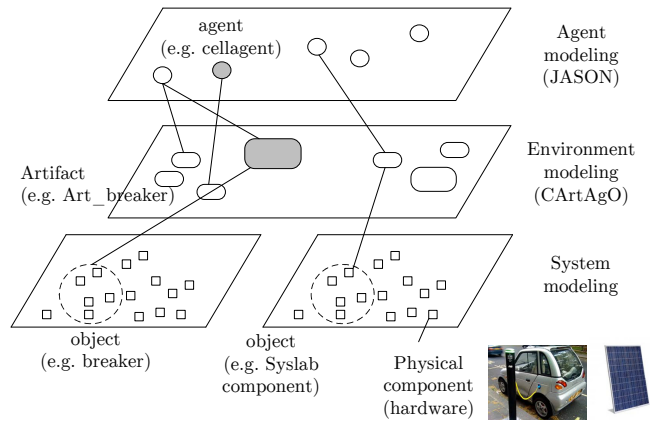 agent
(e.g. cellagent)
Agent
modeling
(JASON)
Artifact
(e.g. Art_breaker)
Environment
modeling
(CArtAgO)
System
modeling
object
(e.g. breaker)
object
(e.g. Syslab
component)
Physical
component
(hardware)